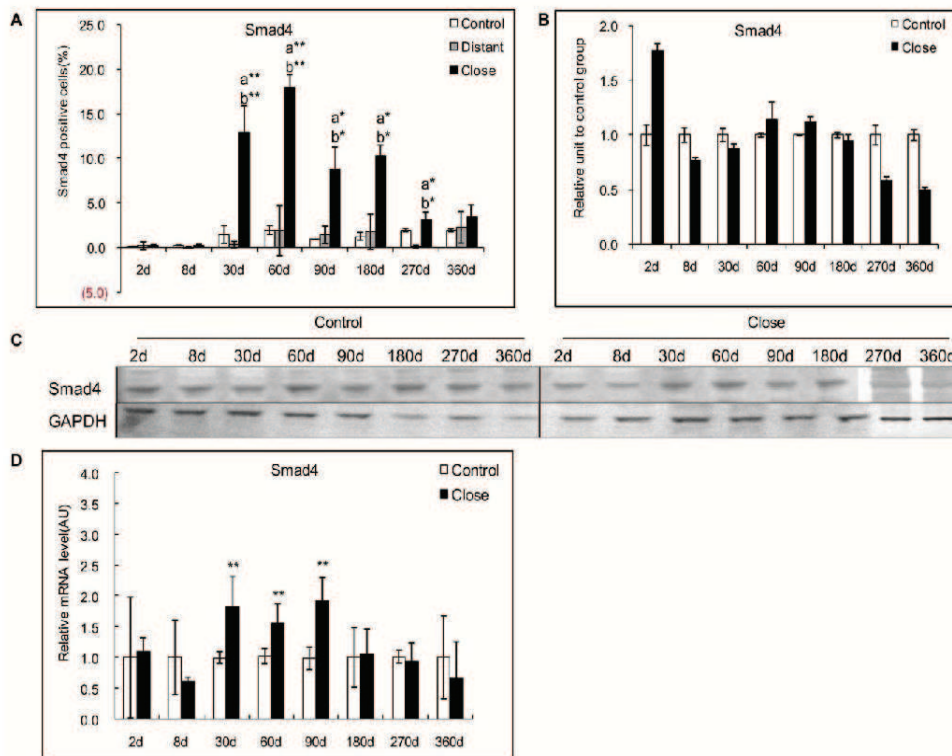 A
Smad4
Control
Distant
Close
Smad4 positive cells(%)
25.0
20.0
15.0
10.0
5.0
0.0
(5.0)
a**
b**
a**
b**
a*
b*
a*
b*
a*
b*
2d 8d 30d 60d 90d 180d 270d 360d
B
Smad4
Control
Close
Relative unit to control group
2.0
1.5
1.0
0.5
0.0
2d 8d 30d 60d 90d 180d 270d 360d
Control Close
C
2d 8d 30d 60d 90d 180d 270d 360d 2d 8d 30d 60d 90d 180d 270d 360d
Smad4
GAPDH
D
Smad4
Control
Close
Relative mRNA level(AU)
4.0
3.5
3.0
2.5
2.0
1.5
1.0
0.5
0.0
** ** **
2d 8d 30d 60d 90d 180d 270d 360d